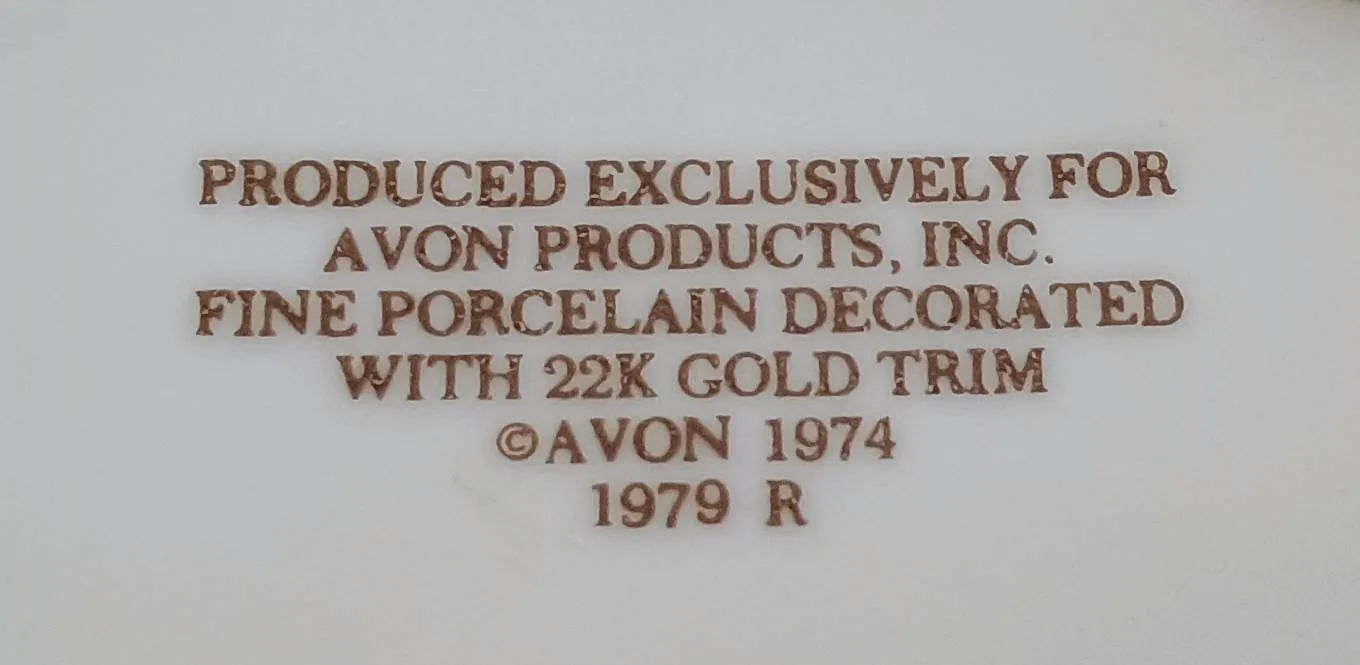 PRODUCED EXCLUSIVELY FOR
AVON PRODUCTS, INC.
FINE PORCELAIN DECORATED
WITH 22K GOLD TRIM
©AVON 1974
1979 R